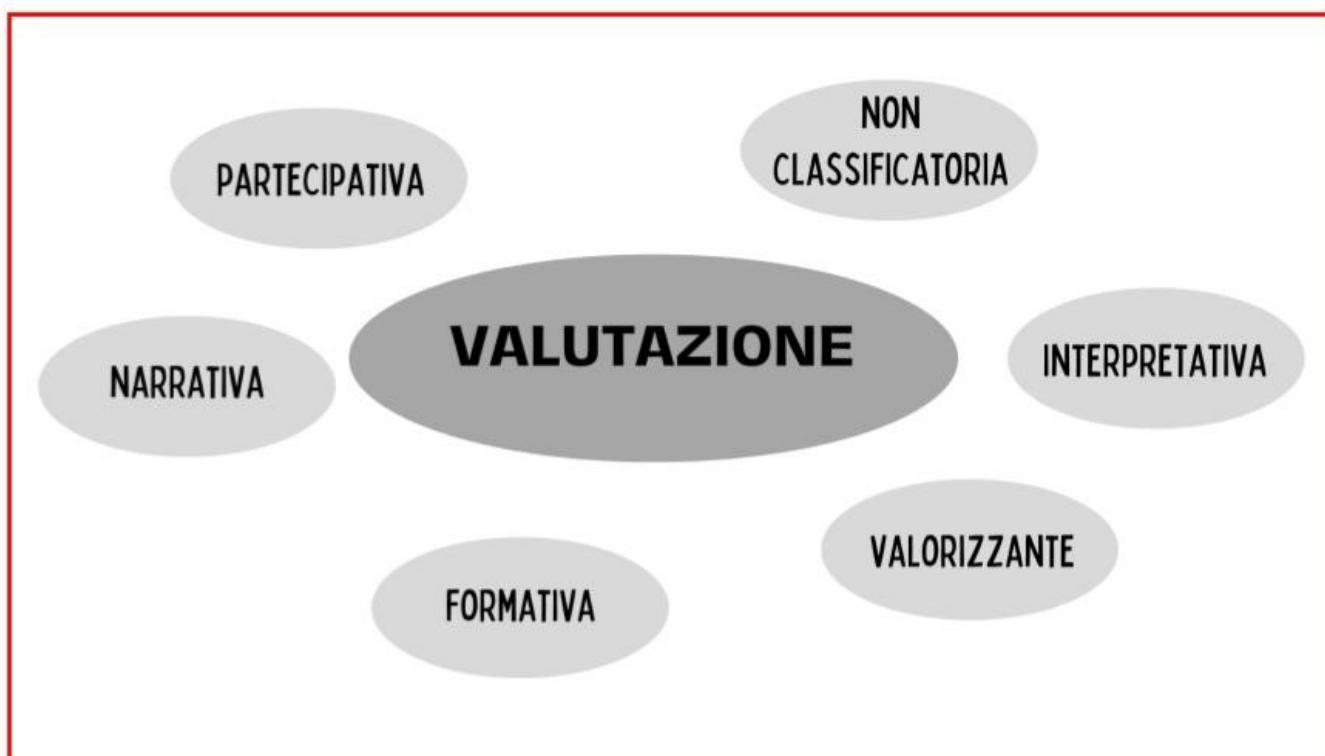 NON
CLASSIFICATORIA
PARTECIPATIVA
VALUTAZIONE
INTERPRETATIVA
NARRATIVA
VALORIZZANTE
FORMATIVA